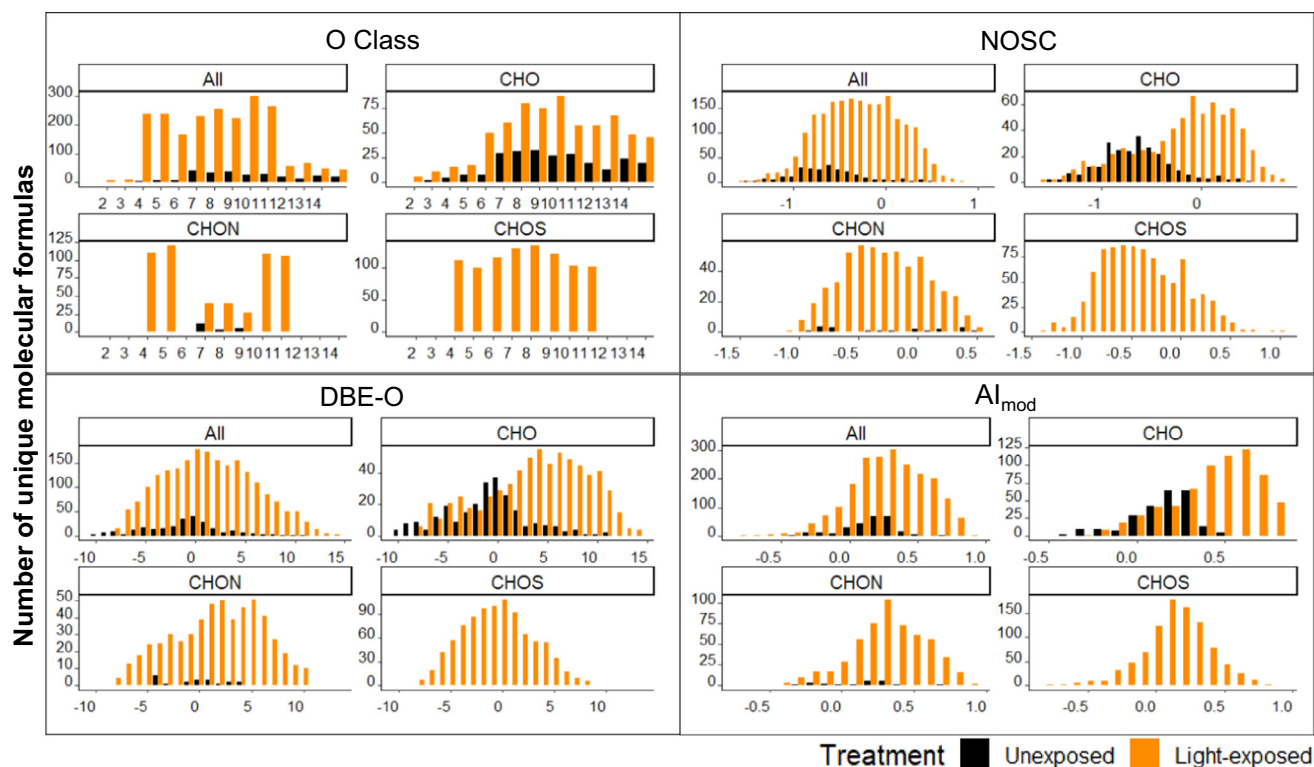 Number of unique molecular formulas
O Class
All
300
200
100
0
2 3 4 5 6 7 8 9 10 11 12 13 14
CHO
75
50
25
0
2 3 4 5 6 7 8 9 10 11 12 13 14
CHON
125
100
75
50
25
0
2 3 4 5 6 7 8 9 10 11 12 13 14
CHOS
100
50
0
2 3 4 5 6 7 8 9 10 11 12 13 14
NOSC
All
150
100
50
0
-1 0 1
CHO
60
40
20
0
-1 0
CHON
40
20
0
-1.5 -1.0 -0.5 0.0 0.5
CHOS
75
50
25
0
-1.5 -1.0 -0.5 0.0 0.5 1.0
DBE-O
All
150
100
50
0
-10 -5 0 5 10 15
CHO
40
20
0
-10 -5 0 5 10 15
CHON
50
40
30
20
10
0
-10 -5 0 5 10
CHOS
90
60
30
0
-10 -5 0 5 10
AImod
All
300
200
100
0
-0.5 0.0 0.5 1.0
CHO
125
100
75
50
25
0
-0.5 0.0 0.5
CHON
100
75
50
25
0
-0.5 0.0 0.5 1.0
CHOS
150
100
50
0
-0.5 0.0 0.5 1.0
Treatment Unexposed Light-exposed